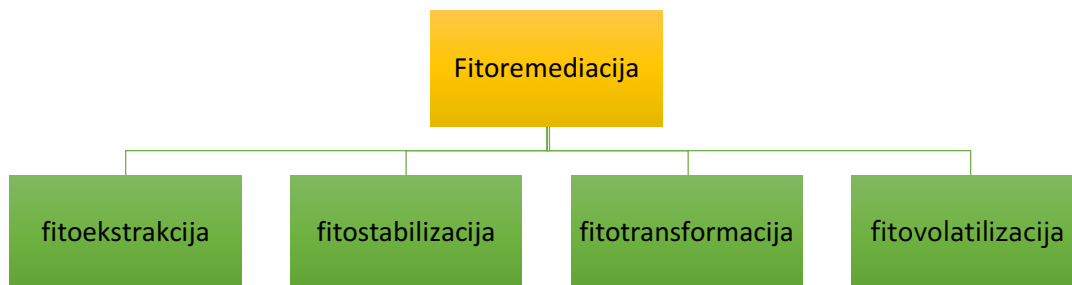 Fitoremediacija
fitoekstrakcija
fitostabilizacija
fitotransformacija
fitovolatilizacija